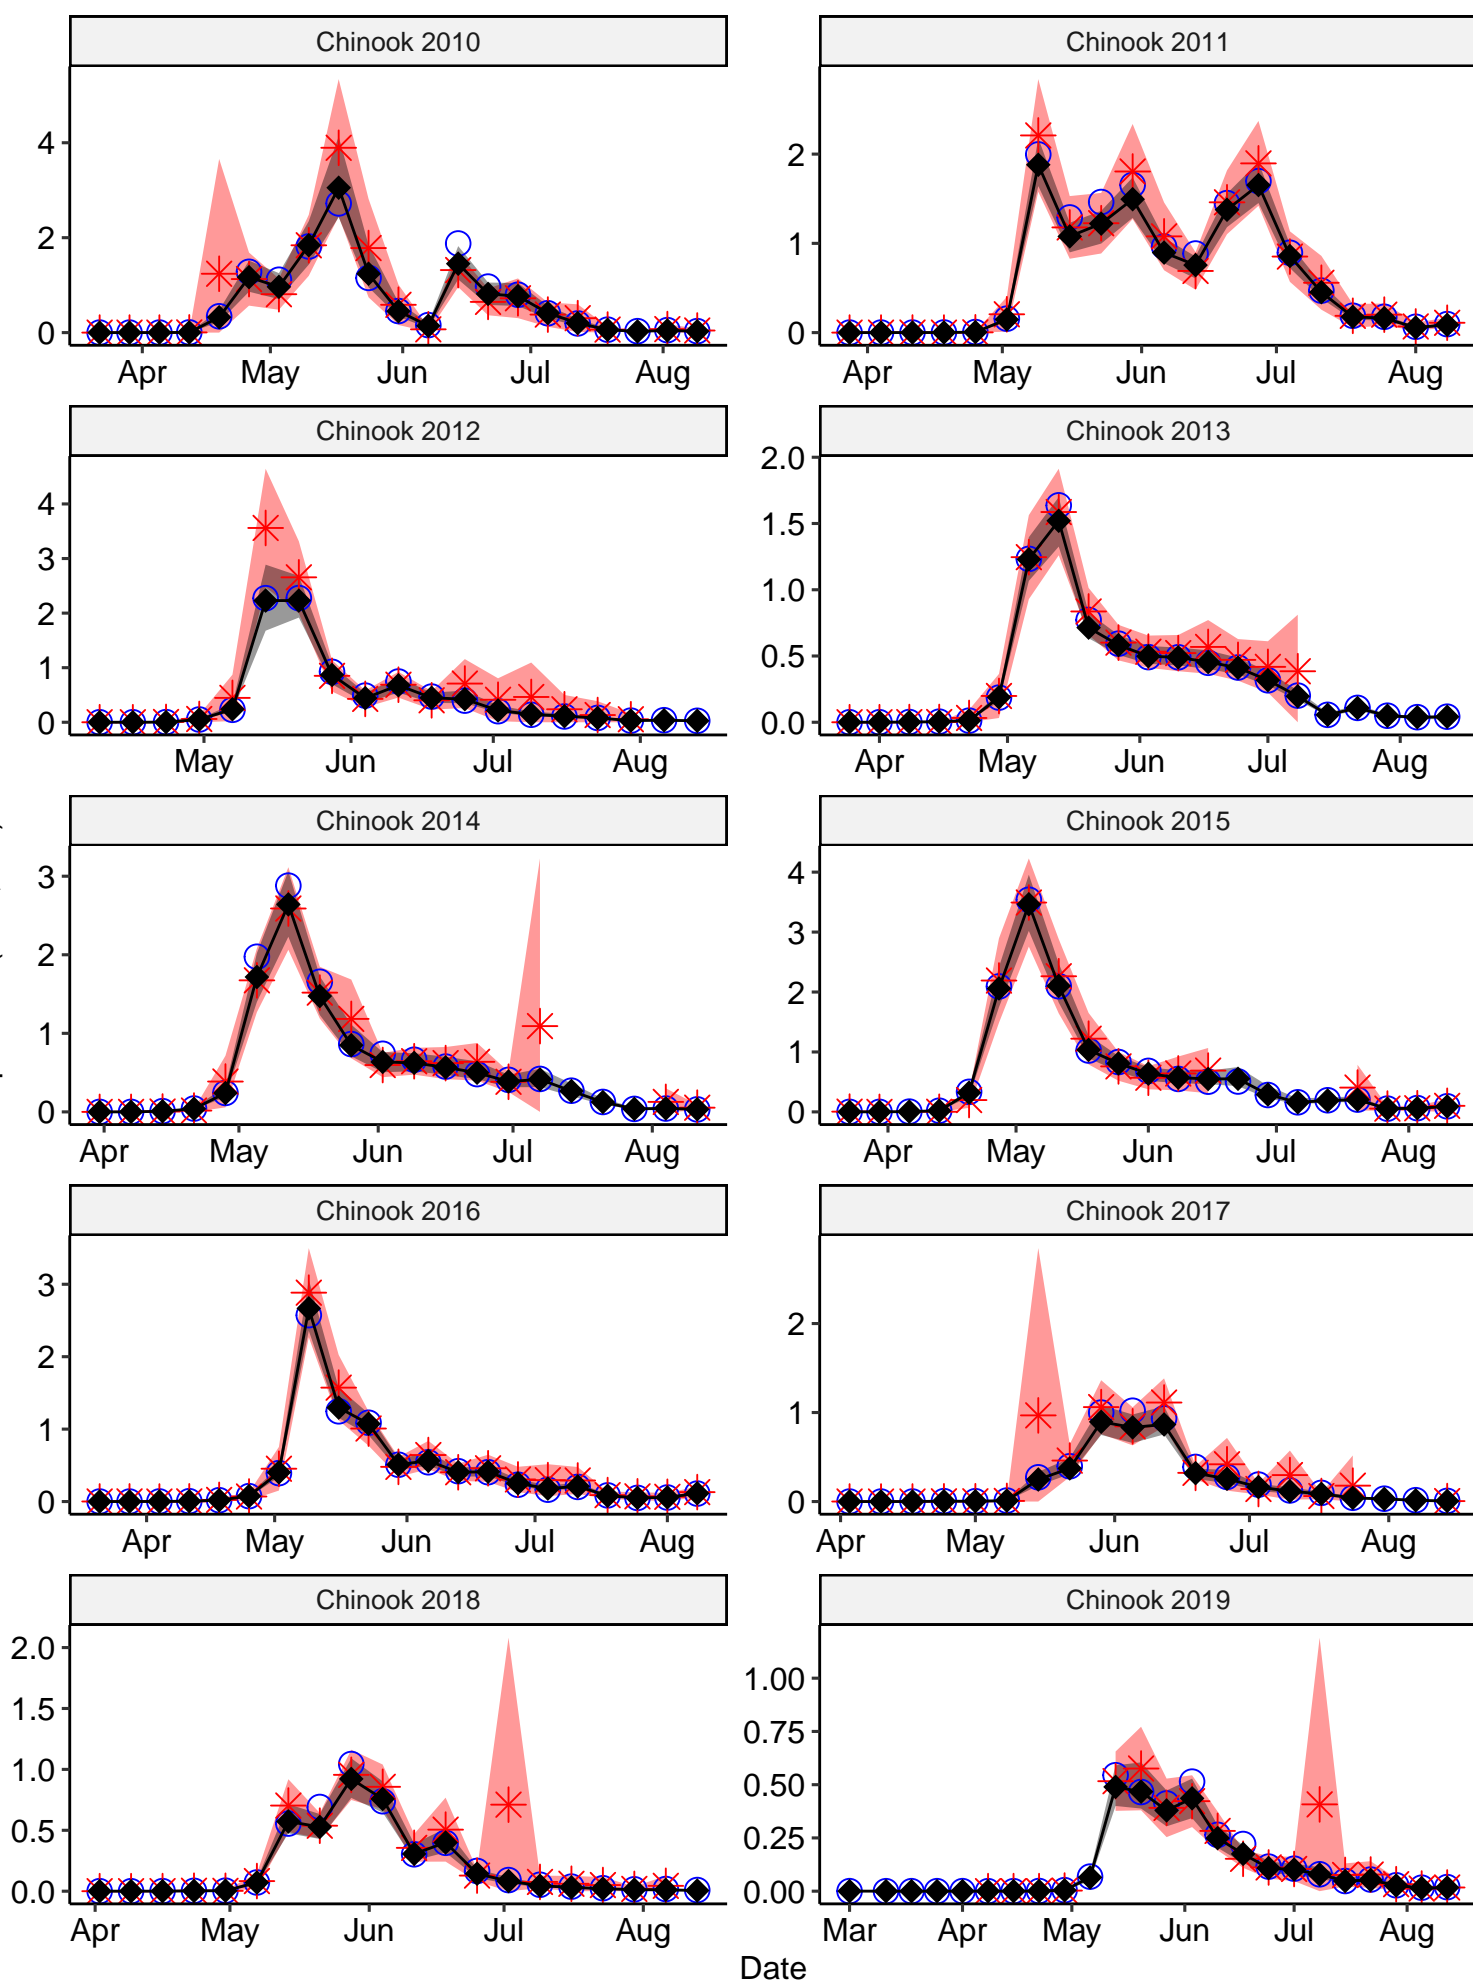 Chinook 2010
Chinook 2011
4
2
0
Apr May Jun Jul Aug
2
1
0
Apr May Jun Jul Aug
Chinook 2012
Chinook 2013
4
3
2
1
0
May Jun Jul Aug
2.0
1.5
1.0
0.5
0.0
Apr May Jun Jul Aug
Chinook 2014
Chinook 2015
3
2
1
0
Apr May Jun Jul Aug
4
3
2
1
0
Apr May Jun Jul Aug
Chinook 2016
Chinook 2017
3
2
1
0
Apr May Jun Jul Aug
2
1
0
Apr May Jun Jul Aug
Chinook 2018
Chinook 2019
2.0
1.5
1.0
0.5
0.0
Apr May Jun Jul Aug
1.00
0.75
0.50
0.25
0.00
Mar Apr May Jun Jul Aug
Date